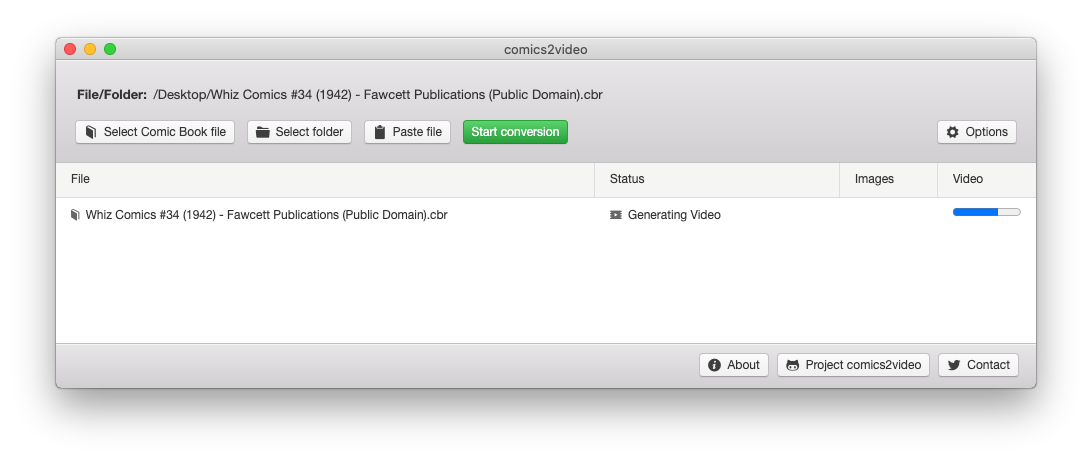 comics2video
File/Folder: /Desktop/Whiz Comics #34 (1942) - Fawcett Publications (Public Domain).cbr
Select Comic Book file Select folder Paste file Start conversion Options
File Status Images Video
Whiz Comics #34 (1942) - Fawcett Publications (Public Domain).cbr Generating Video
About Project comics2video Contact